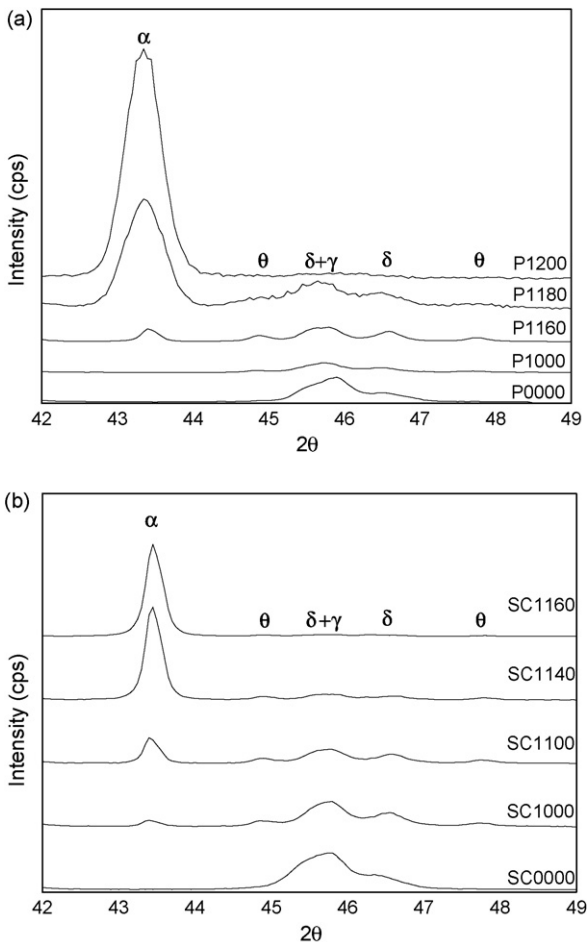 (a)
α
Intensity (cps)
θ δ+γ δ θ
P1200
P1180
P1160
P1000
P0000
42 43 44 45 46 47 48 49
2θ
(b)
α
Intensity (cps)
θ δ+γ δ θ
SC1160
SC1140
SC1100
SC1000
SC0000
42 43 44 45 46 47 48 49
2θ